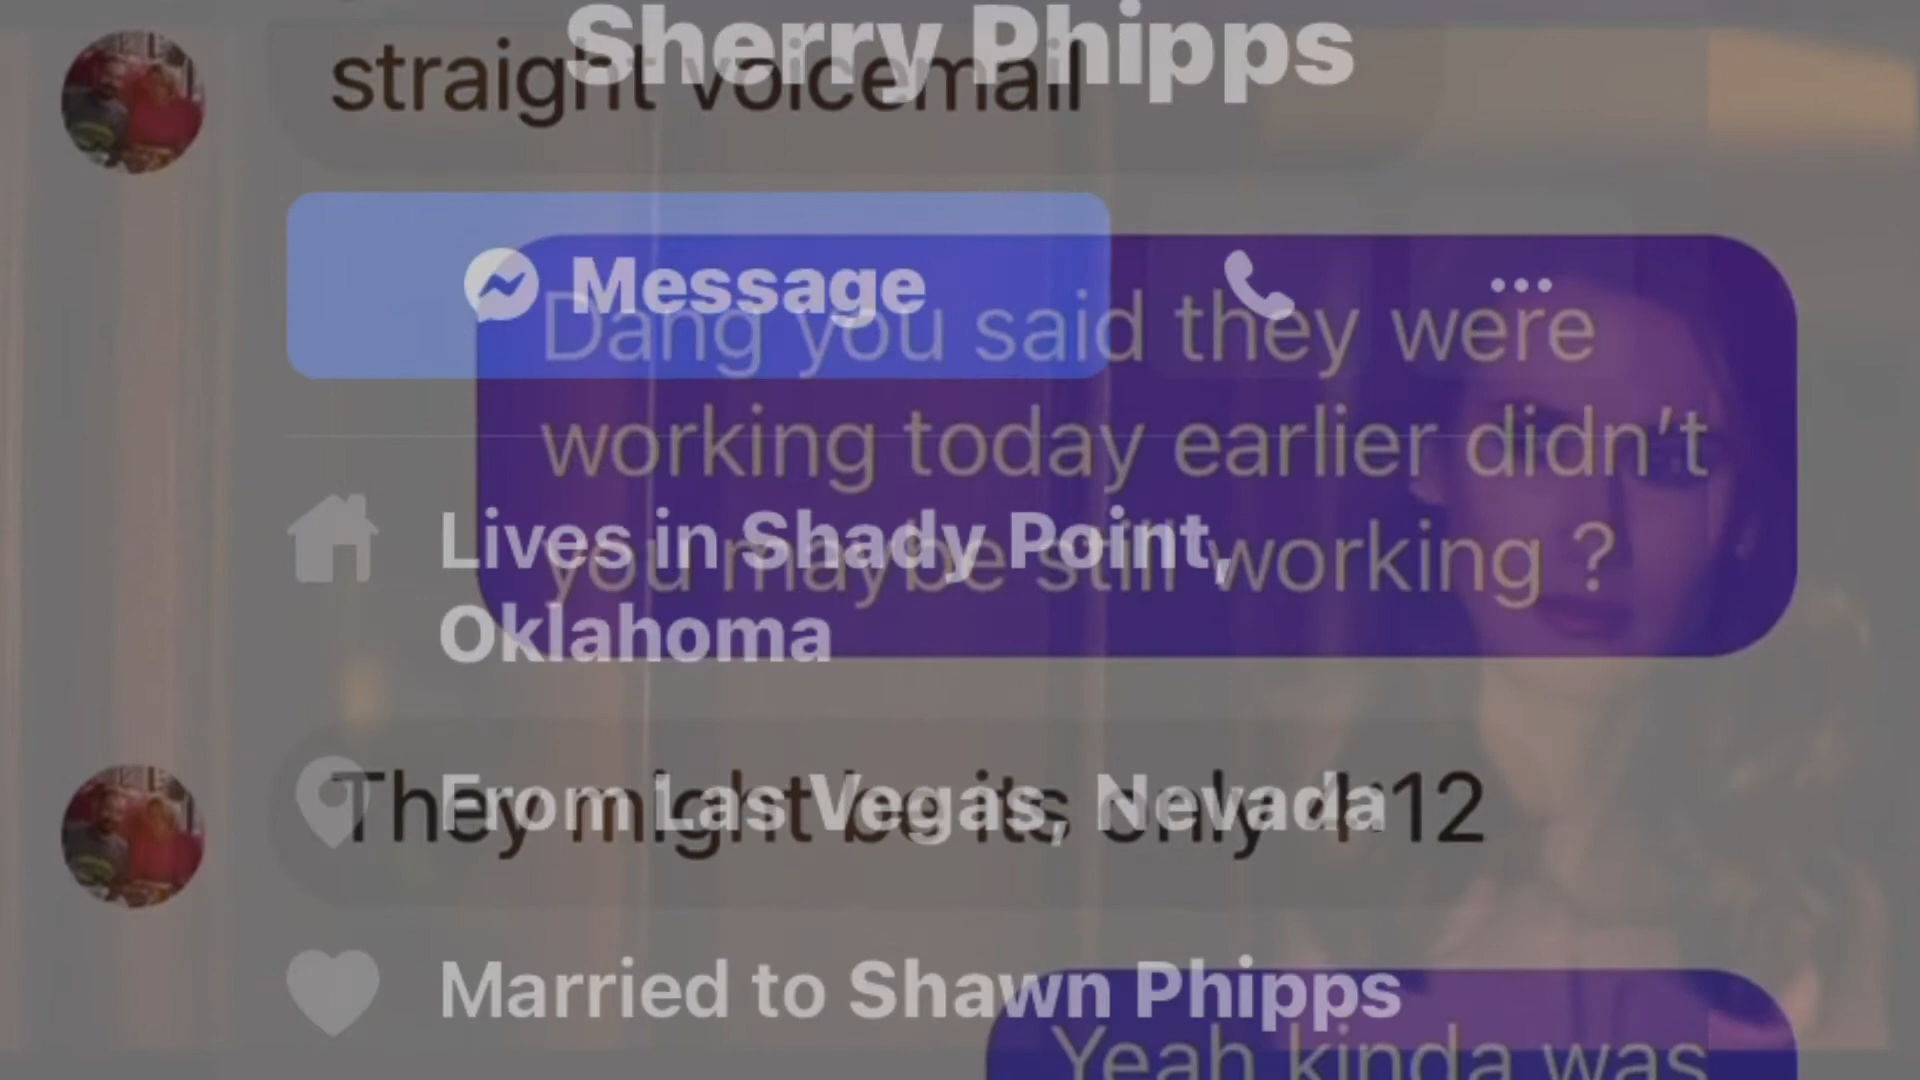 Sherry Phipps
straight voicemail
Message
Dang you said they were
working today earlier didn't
you maybe still working ?
Lives in Shady Point,
Oklahoma
They might be its only 4:12
From Las Vegas, Nevada
Married to Shawn Phipps
Yeah kinda was